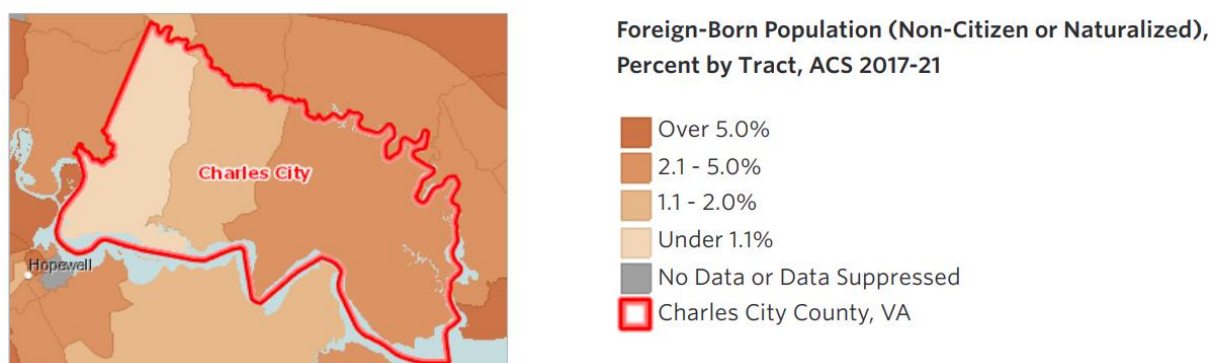 Charles City
Hopewell
Foreign-Born Population (Non-Citizen or Naturalized),
Percent by Tract, ACS 2017-21
Over 5.0%
2.1 - 5.0%
1.1 - 2.0%
Under 1.1%
No Data or Data Suppressed
Charles City County, VA